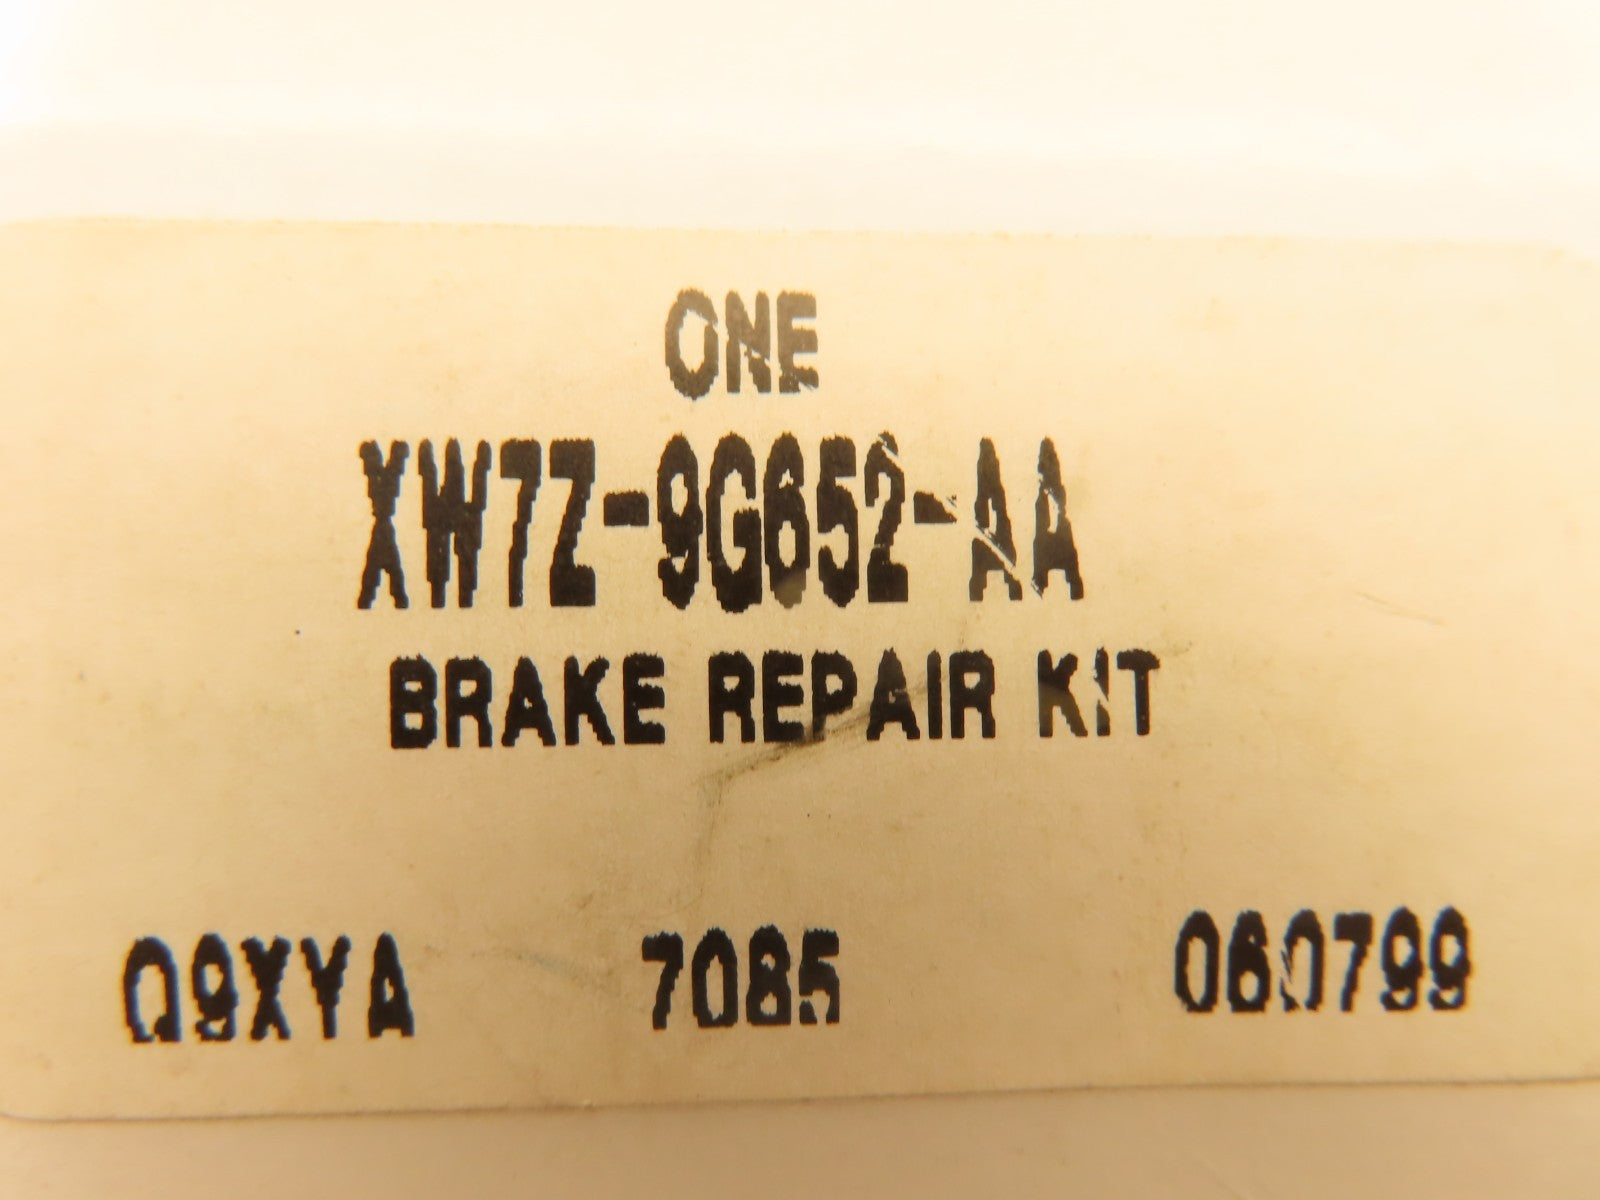 ONE
XW7Z-9G652-AA
BRAKE REPAIR KIT
Q9XYA 7085 060799